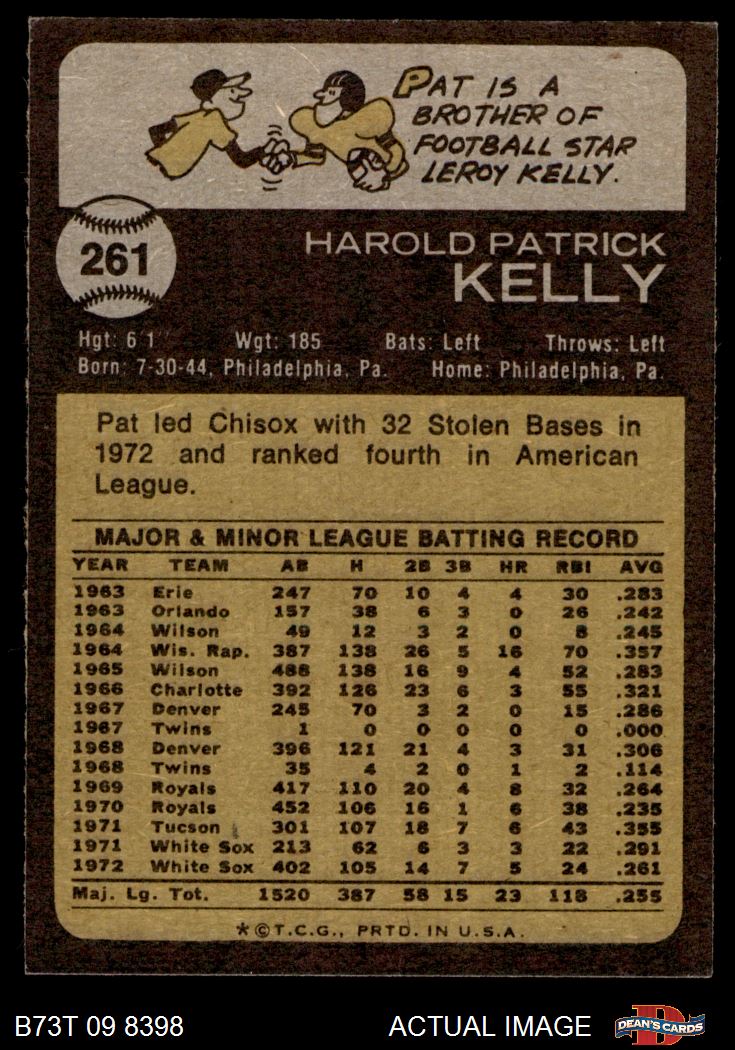 PAT IS A
BROTHER OF
FOOTBALL STAR
LEROY KELLY.
261
HAROLD PATRICK
KELLY
Hgt: 6 1" Wgt: 185 Bats: Left Throws: Left
Born: 7-30-44, Philadelphia, Pa. Home: Philadelphia, Pa.
Pat led Chisox with 32 Stolen Bases in
1972 and ranked fourth in American
League.
MAJOR & MINOR LEAGUE BATTING RECORD
YEAR TEAM AB H 2B 3B HR RBI AVG
1963 Erie 247 70 10 4 4 30 .283
1963 Orlando 157 38 6 3 0 26 .242
1964 Wilson 49 12 3 2 0 8 .245
1964 Wis. Rap. 387 138 26 5 16 70 .357
1965 Wilson 488 138 16 9 4 52 .283
1966 Charlotte 392 126 23 6 3 55 .321
1967 Denver 245 70 3 2 0 15 .286
1967 Twins 1 0 0 0 0 0 .000
1968 Denver 396 121 21 4 3 31 .306
1968 Twins 35 4 2 0 1 2 .114
1969 Royals 417 110 20 4 8 32 .264
1970 Royals 452 106 16 1 6 38 .235
1971 Tucson 301 107 18 7 6 43 .355
1971 White Sox 213 62 6 3 3 22 .291
1972 White Sox 402 105 14 7 5 24 .261
Maj. Lg. Tot. 1520 387 58 15 23 118 .255
*©T.C.G., PRTD. IN U.S.A.
B73T 09 8398 ACTUAL IMAGE DEAN'S CARDS